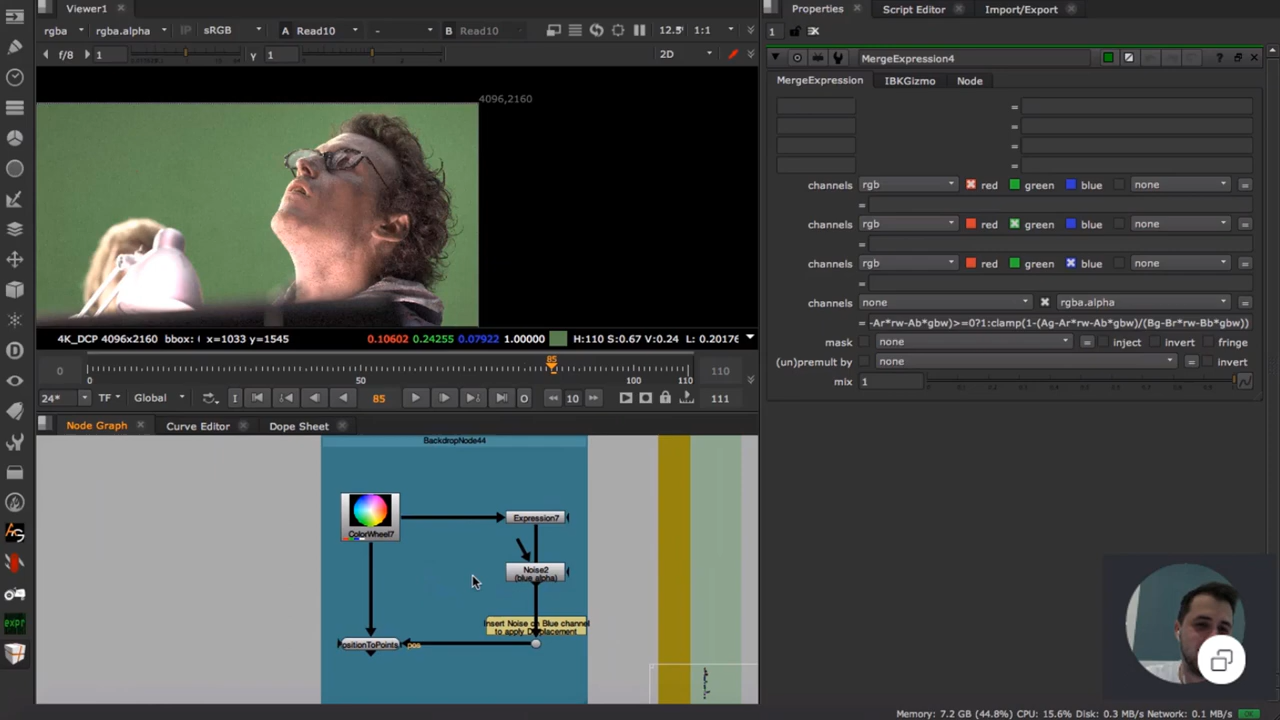 Viewer1
rgba
rgba.alpha
IP
sRGB
A Read10
-
B Read10
12.5
1:1
f/8
1
γ
1
2D
4096,2160
4K_DCP 4096x2160 bbox: x=1033 y=1545
0.10602 0.24255 0.07922 1.00000
H:110 S:0.67 V:0.24 L: 0.20176
85
0
0
50
100
110
110
24*
TF
Global
I
85
O
10
111
Node Graph
Curve Editor
Dope Sheet
BackdropNode44
ColorWheel7
Expression7
Noise2
(blue alpha)
Insert Noise on Blue channel
to apply Displacement
ositionToPoints
pos
expr
Properties
Script Editor
Import/Export
1
MergeExpression4
MergeExpression
IBKGizmo
Node
=
=
=
=
channels rgb red green blue none =
=
channels rgb red green blue none =
=
channels rgb red green blue none =
=
channels none rgba.alpha =
= -Ar*rw-Ab*gbw)>=0?1:clamp(1-(Ag-Ar*rw-Ab*gbw)/(Bg-Br*rw-Bb*gbw))
mask none = inject invert fringe
(un)premult by none = invert
mix 1
Memory: 7.2 GB (44.8%) CPU: 15.6% Disk: 0.3 MB/s Network: 0.1 MB/s